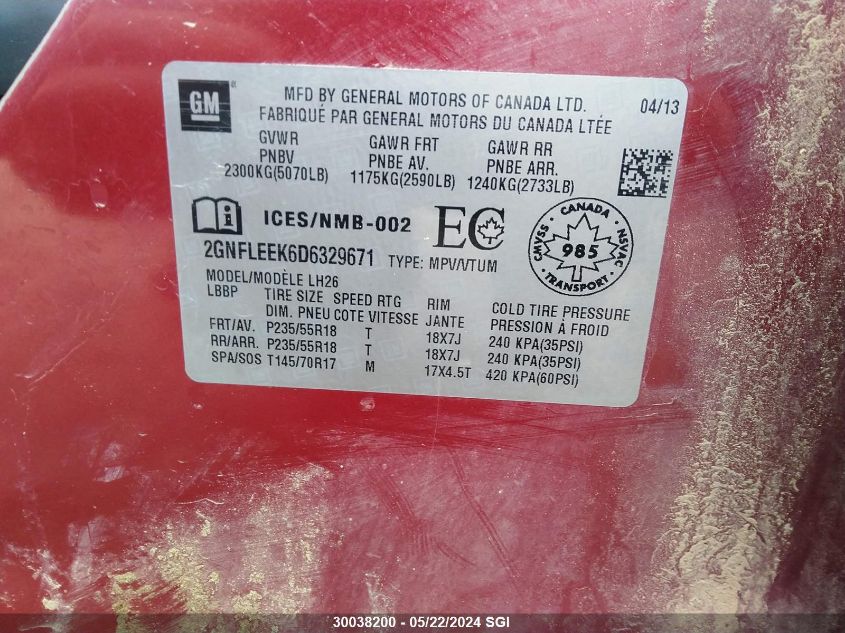 GM
MFD BY GENERAL MOTORS OF CANADA LTD. 04/13
FABRIQUÉ PAR GENERAL MOTORS DU CANADA LTÉE
GVWR GAWR FRT GAWR RR
PNBV PNBE AV. PNBE ARR.
2300KG(5070LB) 1175KG(2590LB) 1240KG(2733LB)
ICES/NMB-002 EC
CANADA
CMVSS 985 NSVAC
TRANSPORT
2GNFLEEK6D6329671 TYPE: MPV/VTUM
MODEL/MODÈLE LH26
LBBP TIRE SIZE SPEED RTG RIM COLD TIRE PRESSURE
DIM. PNEU COTE VITESSE JANTE PRESSION À FROID
FRT/AV. P235/55R18 T 18X7J 240 KPA(35PSI)
RR/ARR. P235/55R18 T 18X7J 240 KPA(35PSI)
SPA/SOS T145/70R17 M 17X4.5T 420 KPA(60PSI)
30038200 - 05/22/2024 SGI